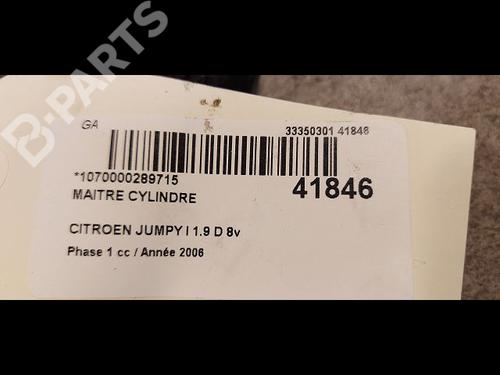 B-PARTS
GA
33350301 41846
*1070000289715
41846
MAITRE CYLINDRE
CITROEN JUMPY I 1.9 D 8v
Phase 1 cc / Année 2006